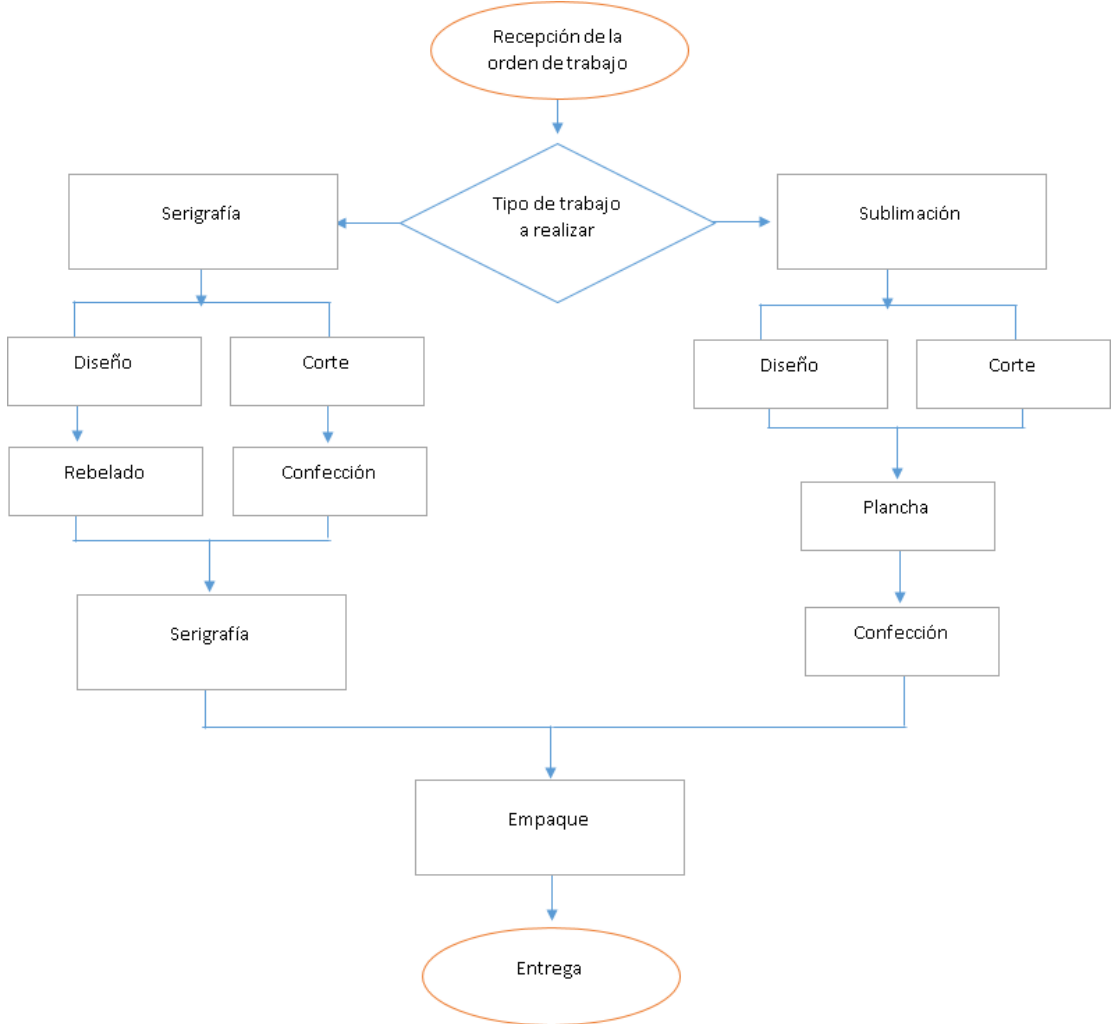 Recepción de la
orden de trabajo
Tipo de trabajo
a realizar
Serigrafía
Sublimación
Diseño
Corte
Diseño
Corte
Rebelado
Confección
Plancha
Serigrafía
Confección
Empaque
Entrega